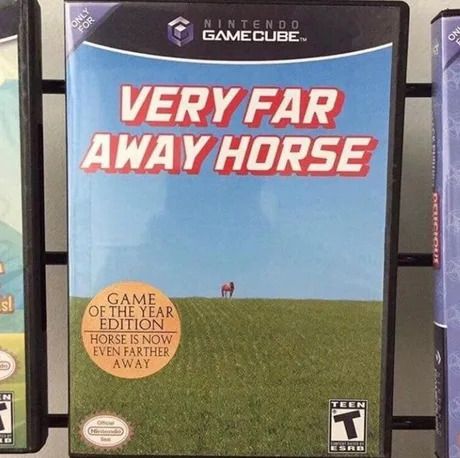 ONLY
FOR
NINTENDO
GAMECUBE™
VERY FAR
AWAY HORSE
GAME
OF THE YEAR
EDITION
HORSE IS NOW
EVEN FARTHER
AWAY
Official
Nintendo
Seal
TEEN
T
ESRB